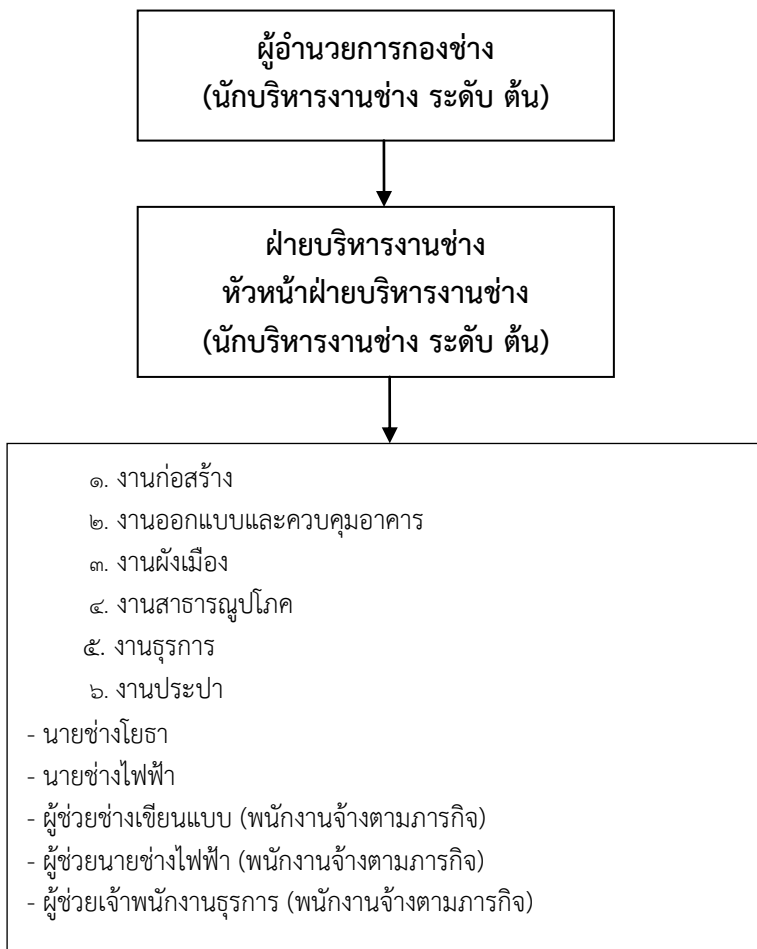 ผู้อำนวยการกองช่าง
(นักบริหารงานช่าง ระดับ ต้น)
ฝ่ายบริหารงานช่าง
หัวหน้าฝ่ายบริหารงานช่าง
(นักบริหารงานช่าง ระดับ ต้น)
๑. งานก่อสร้าง
๒. งานออกแบบและควบคุมอาคาร
๓. งานผังเมือง
๔. งานสาธารณูปโภค
๕. งานธุรการ
๖. งานประปา
- นายช่างโยธา
- นายช่างไฟฟ้า
- ผู้ช่วยช่างเขียนแบบ (พนักงานจ้างตามภารกิจ)
- ผู้ช่วยนายช่างไฟฟ้า (พนักงานจ้างตามภารกิจ)
- ผู้ช่วยเจ้าพนักงานธุรการ (พนักงานจ้างตามภารกิจ)